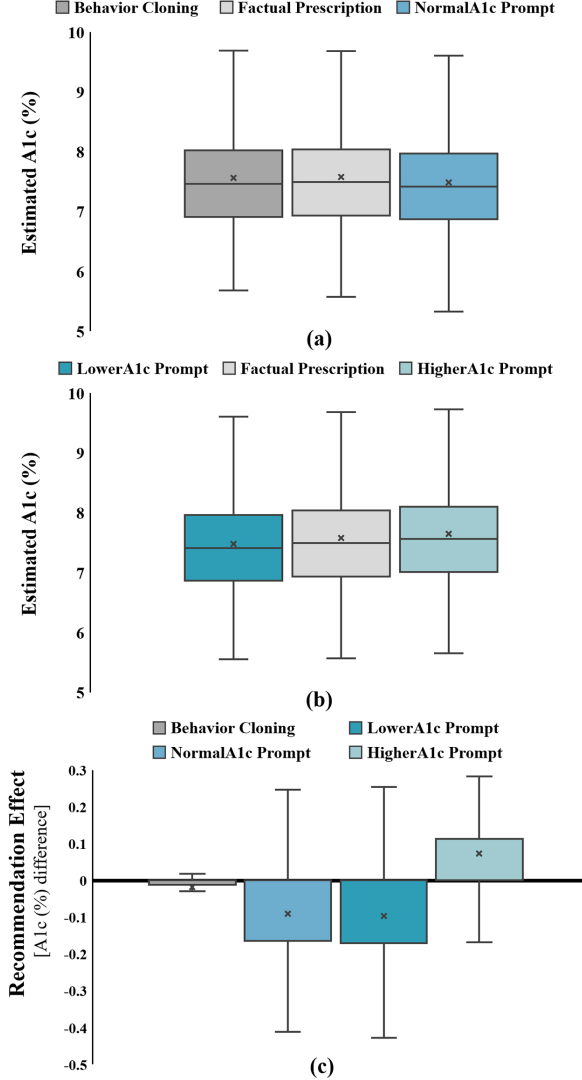 Behavior Cloning Factual Prescription NormalA1c Prompt
10
9
8
7
6
5
Estimated A1c (%)
(a)
LowerA1c Prompt Factual Prescription HigherA1c Prompt
10
9
8
7
6
5
Estimated A1c (%)
(b)
Behavior Cloning LowerA1c Prompt
NormalA1c Prompt HigherA1c Prompt
0.3
0.2
0.1
0
-0.1
-0.2
-0.3
-0.4
-0.5
Recommendation Effect
[A1c (%) difference]
(c)